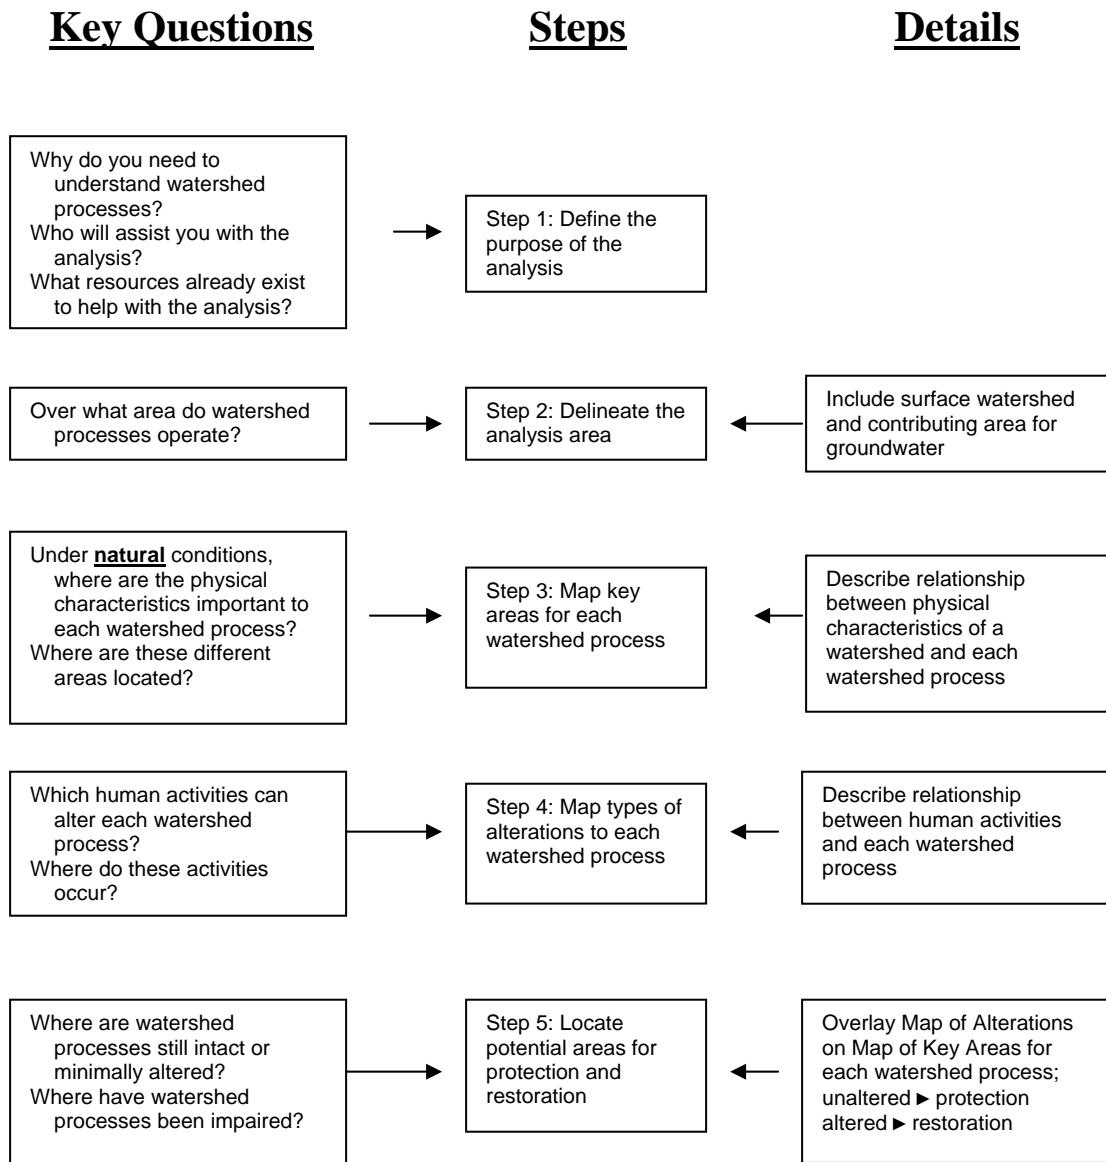 Key Questions
Steps
Details
Why do you need to
understand watershed
processes?
Who will assist you with the
analysis?
What resources already exist
to help with the analysis?
Step 1: Define the
purpose of the
analysis
Over what area do watershed
processes operate?
Step 2: Delineate the
analysis area
Include surface watershed
and contributing area for
groundwater
Under natural conditions,
where are the physical
characteristics important to
each watershed process?
Where are these different
areas located?
Step 3: Map key
areas for each
watershed process
Describe relationship
between physical
characteristics of a
watershed and each
watershed process
Which human activities can
alter each watershed
process?
Where do these activities
occur?
Step 4: Map types of
alterations to each
watershed process
Describe relationship
between human activities
and each watershed
process
Where are watershed
processes still intact or
minimally altered?
Where have watershed
processes been impaired?
Step 5: Locate
potential areas for
protection and
restoration
Overlay Map of Alterations
on Map of Key Areas for
each watershed process;
unaltered ► protection
altered ► restoration